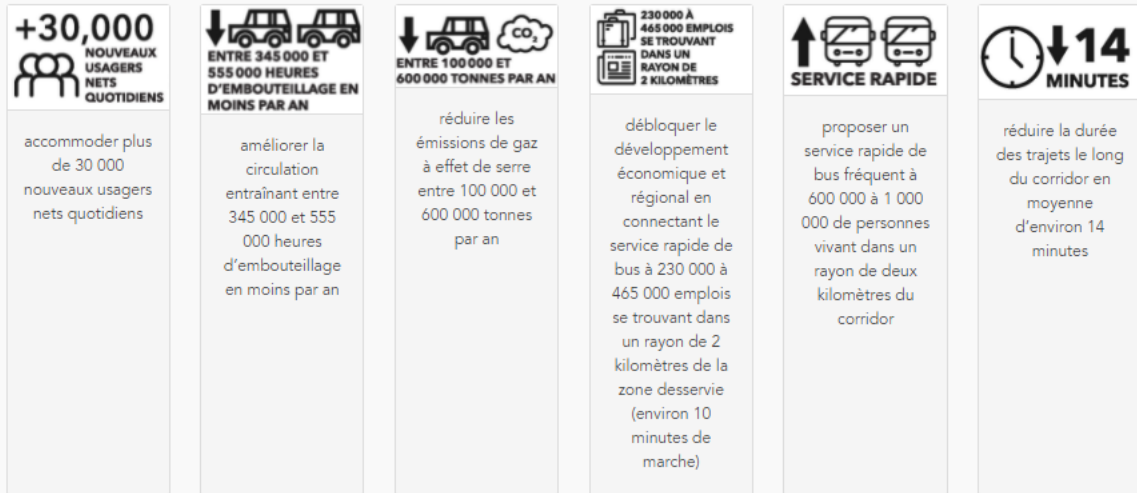 +30,000
NOUVEAUX
USAGERS
NETS
QUOTIDIENS
accommoder plus
de 30 000
nouveaux usagers
nets quotidiens
ENTRE 345 000 ET
555 000 HEURES
D'EMBOUTEILLAGE EN
MOINS PAR AN
améliorer la
circulation
entraînant entre
345 000 et 555
000 heures
d'embouteillage
en moins par an
CO₂
ENTRE 100 000 ET
600 000 TONNES PAR AN
réduire les
émissions de gaz
à effet de serre
entre 100 000 et
600 000 tonnes
par an
230 000 À
465 000 EMPLOIS
SE TROUVANT
DANS UN
RAYON DE
2 KILOMÈTRES
débloquer le
développement
économique et
régional en
connectant le
service rapide de
bus à 230 000 à
465 000 emplois
se trouvant dans
un rayon de 2
kilomètres de la
zone desservie
(environ 10
minutes de
marche)
SERVICE RAPIDE
proposer un
service rapide de
bus fréquent à
600 000 à 1 000
000 de personnes
vivant dans un
rayon de deux
kilomètres du
corridor
14
MINUTES
réduire la durée
des trajets le long
du corridor en
moyenne
d'environ 14
minutes